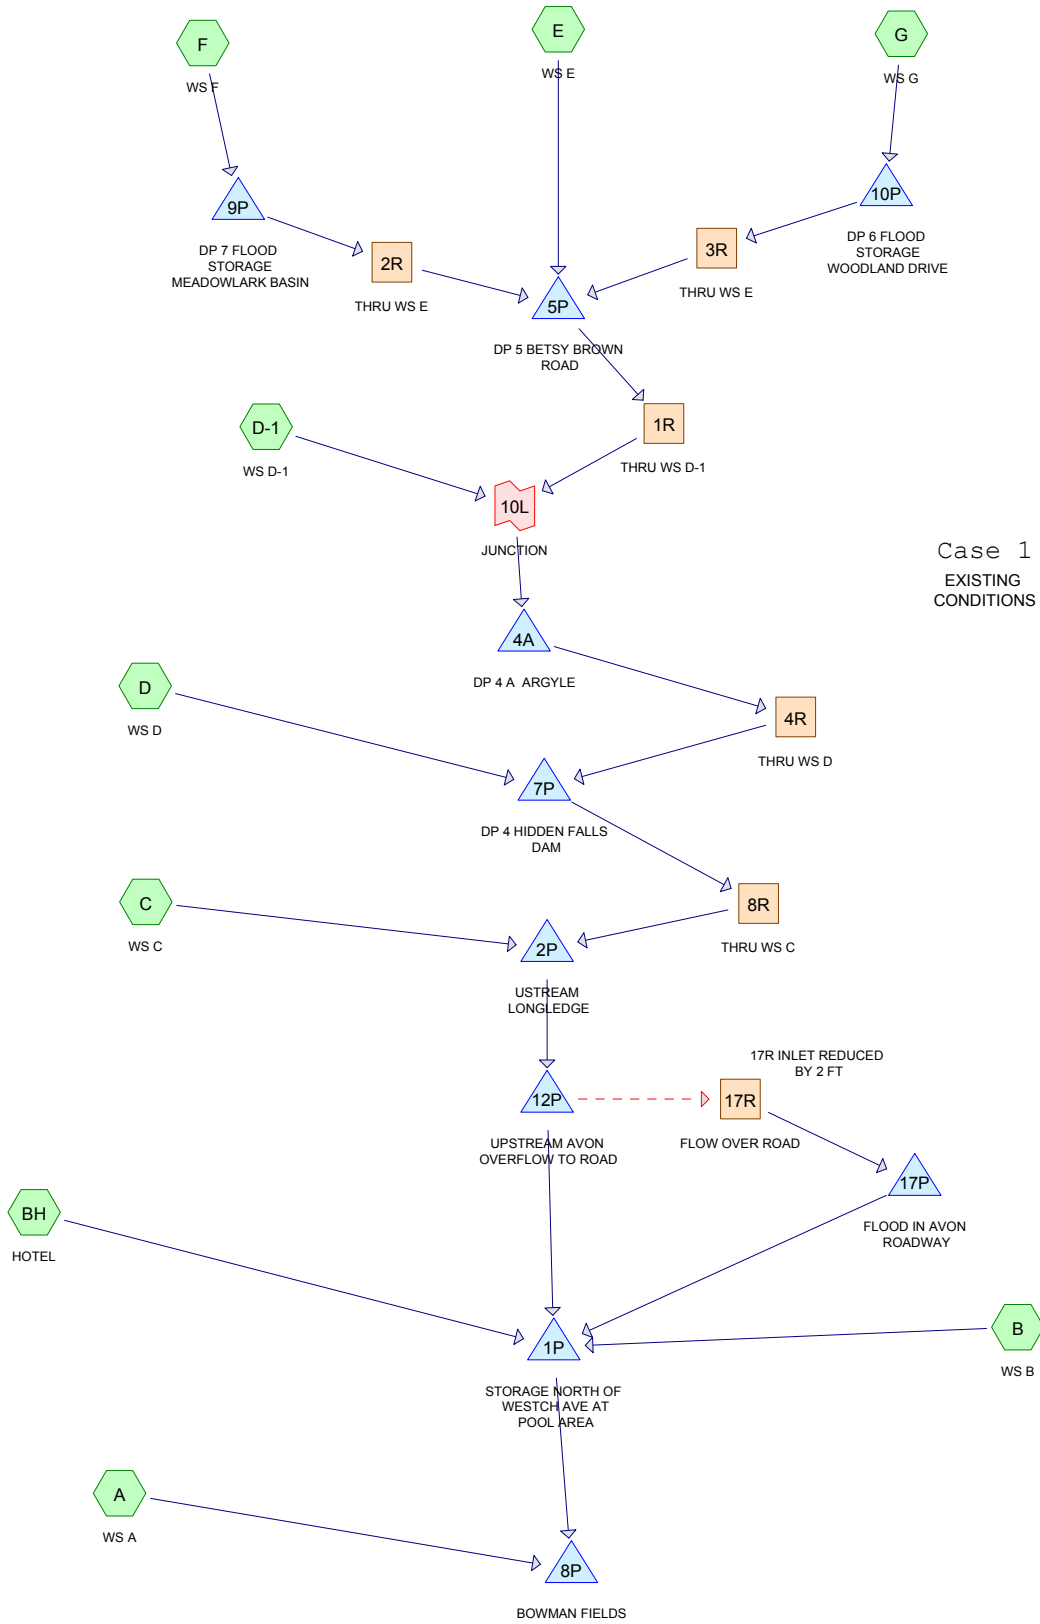 F
WS F
E
WS E
G
WS G
9P
DP 7 FLOOD
STORAGE
MEADOWLARK BASIN
2R
THRU WS E
3R
THRU WS E
10P
DP 6 FLOOD
STORAGE
WOODLAND DRIVE
5P
DP 5 BETSY BROWN
ROAD
D-1
WS D-1
1R
THRU WS D-1
10L
JUNCTION
Case 1
EXISTING
CONDITIONS
4A
DP 4 A ARGYLE
D
WS D
4R
THRU WS D
7P
DP 4 HIDDEN FALLS
DAM
C
WS C
8R
THRU WS C
2P
USTREAM
LONGLEDGE
12P
UPSTREAM AVON
OVERFLOW TO ROAD
17R INLET REDUCED
BY 2 FT
17R
FLOW OVER ROAD
17P
FLOOD IN AVON
ROADWAY
BH
HOTEL
1P
STORAGE NORTH OF
WESTCH AVE AT
POOL AREA
B
WS B
A
WS A
8P
BOWMAN FIELDS